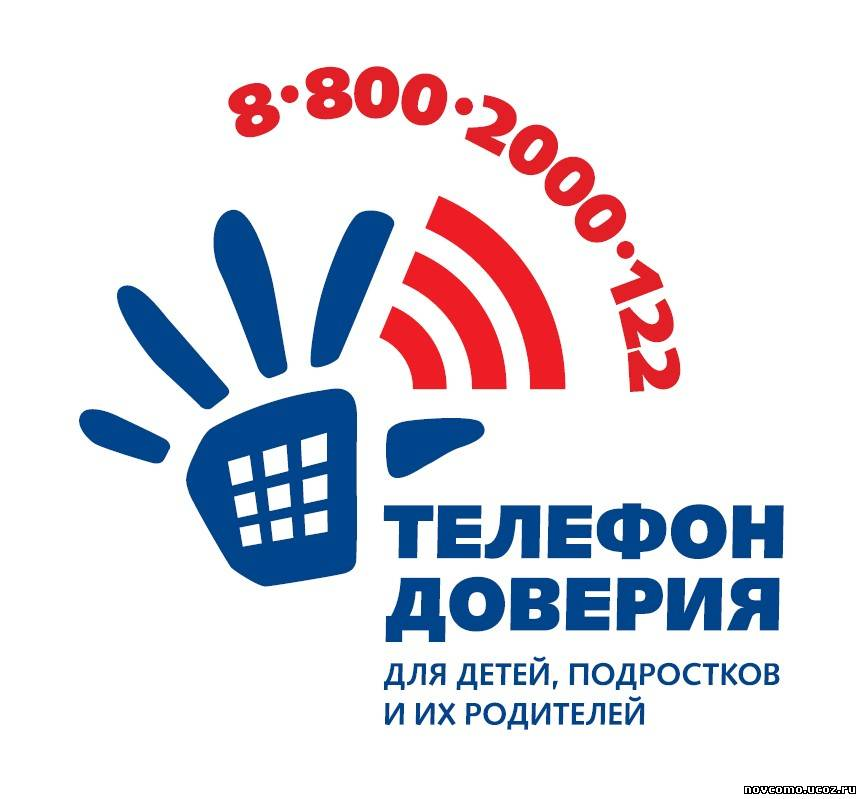 8·800·2000·122
ТЕЛЕФОН
ДОВЕРИЯ
ДЛЯ ДЕТЕЙ, ПОДРОСТКОВ
И ИХ РОДИТЕЛЕЙ
novcomo.ucoz.ru